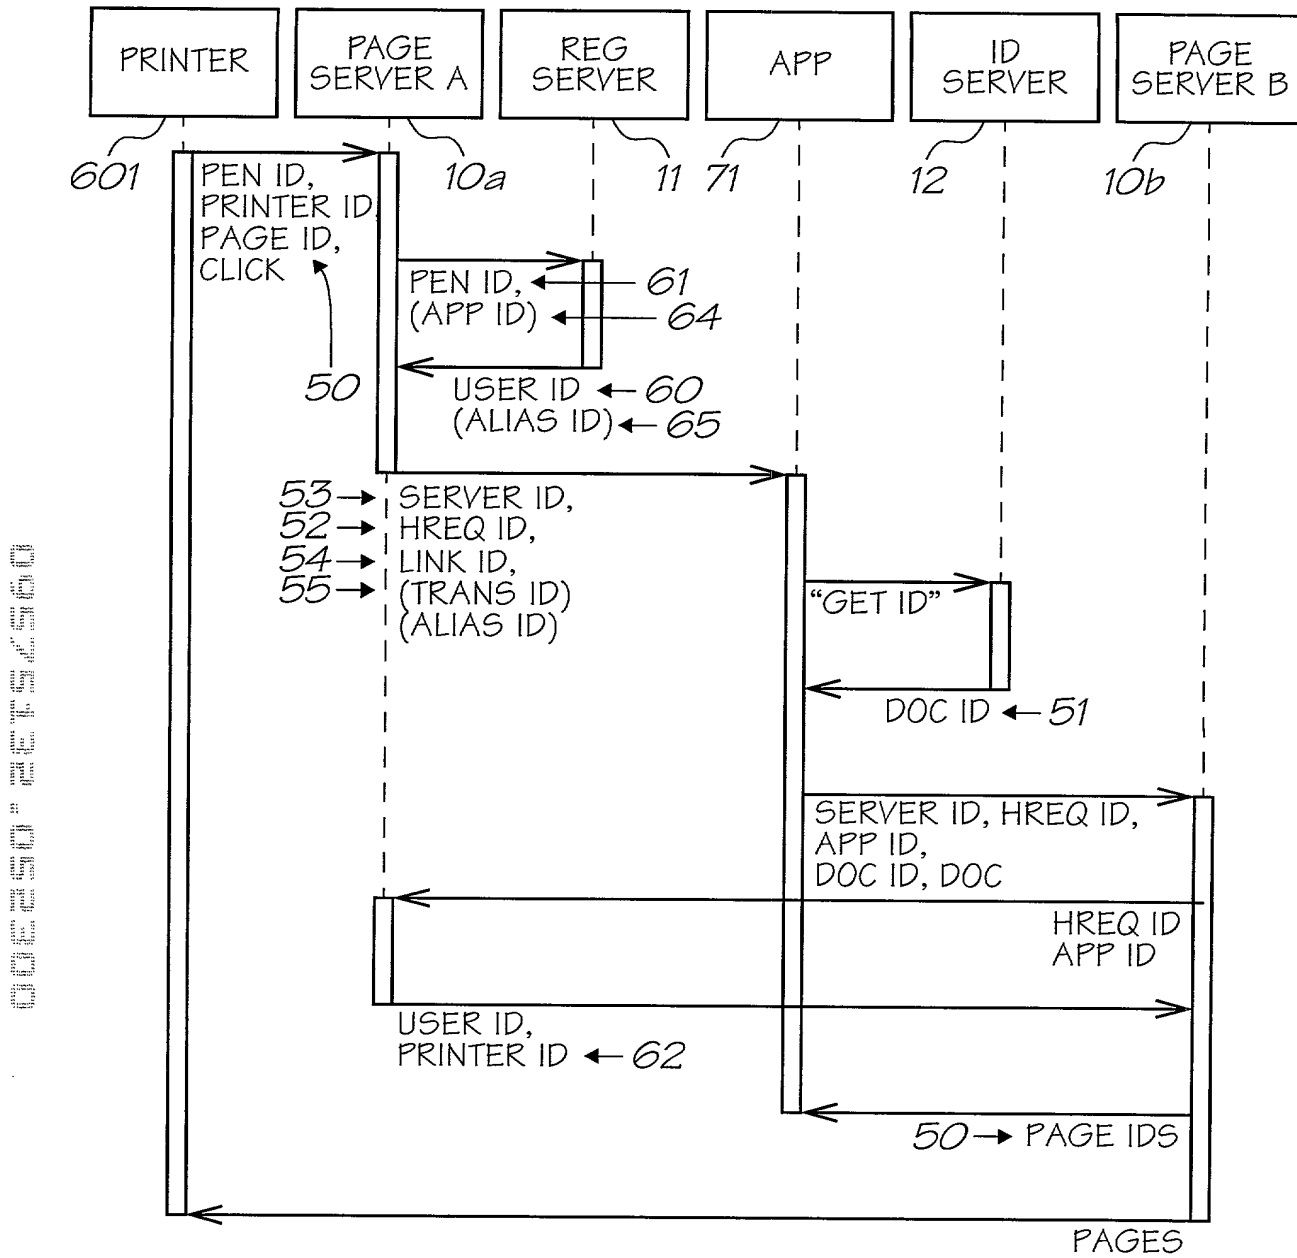 PRINTER
PAGE
SERVER A
REG
SERVER
APP
ID
SERVER
PAGE
SERVER B
601
10a
11
71
12
10b
PEN ID,
PRINTER ID
PAGE ID,
CLICK
50
PEN ID,
61
(APP ID)
64
USER ID
60
(ALIAS ID)
65
53 SERVER ID,
52 HREQ ID,
54 LINK ID,
55 (TRANS ID)
(ALIAS ID)
“GET ID”
DOC ID
51
SERVER ID, HREQ ID,
APP ID,
DOC ID, DOC
HREQ ID
APP ID
USER ID,
PRINTER ID
62
50 PAGE IDS
PAGES